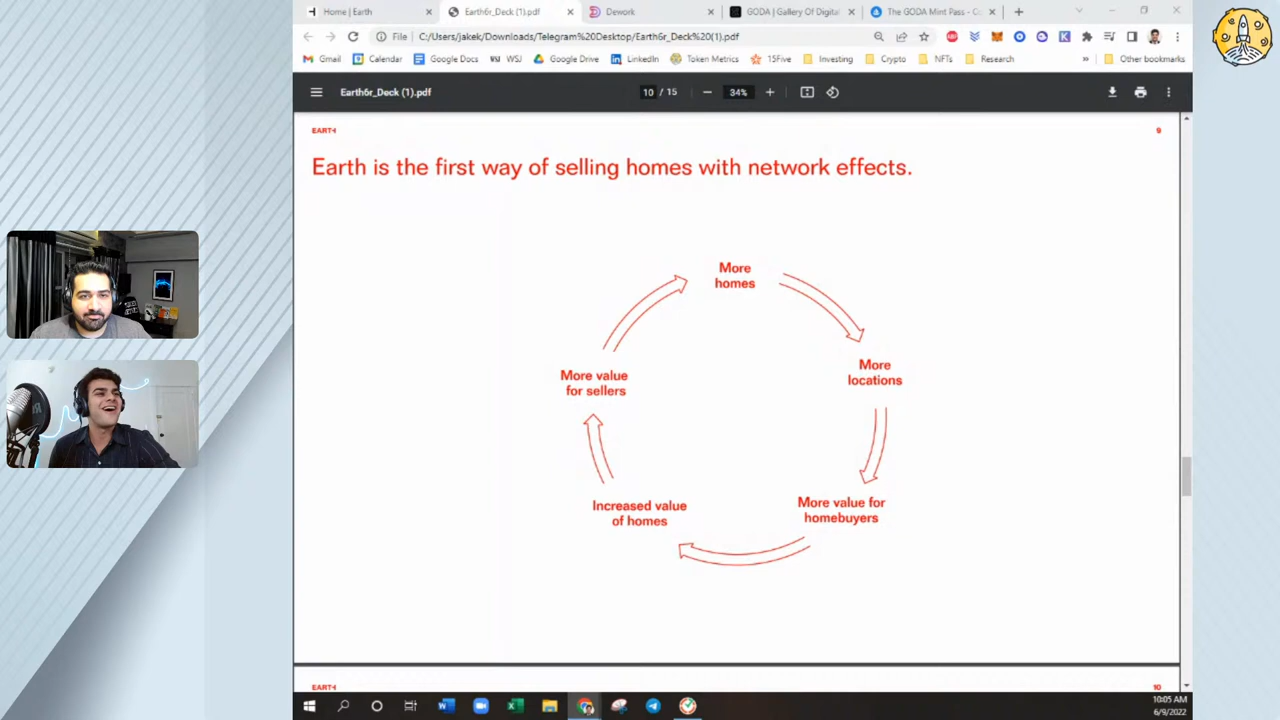 Home | Earth
Earth6r_Deck (1).pdf
Dework
GODA | Gallery Of Digital
The GODA Mint Pass - C
File
C:/Users/jakek/Downloads/Telegram%20Desktop/Earth6r_Deck%20(1).pdf
Gmail
Calendar
Google Docs
WSJ
Google Drive
LinkedIn
Token Metrics
15Five
Investing
Crypto
NFTs
Research
»
Other bookmarks
Earth6r_Deck (1).pdf
10 / 15
34%
EARTH
9
Earth is the first way of selling homes with network effects.
More
homes
More
locations
More value for
homebuyers
Increased value
of homes
More value
for sellers
EARTH
10
10:05 AM
6/9/2022